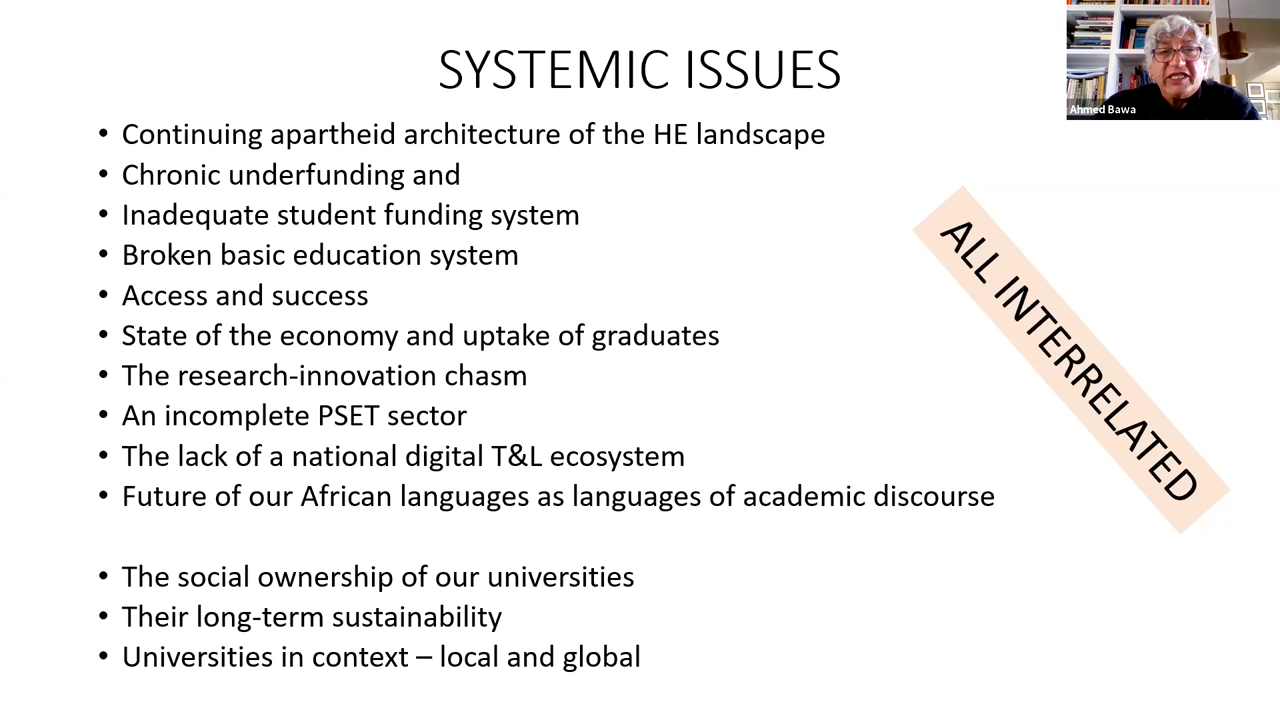 SYSTEMIC ISSUES
Ahmed Bawa
• Continuing apartheid architecture of the HE landscape
• Chronic underfunding and
• Inadequate student funding system
• Broken basic education system
• Access and success
• State of the economy and uptake of graduates
• The research-innovation chasm
• An incomplete PSET sector
• The lack of a national digital T&L ecosystem
• Future of our African languages as languages of academic discourse
• The social ownership of our universities
• Their long-term sustainability
• Universities in context – local and global
ALL INTERRELATED